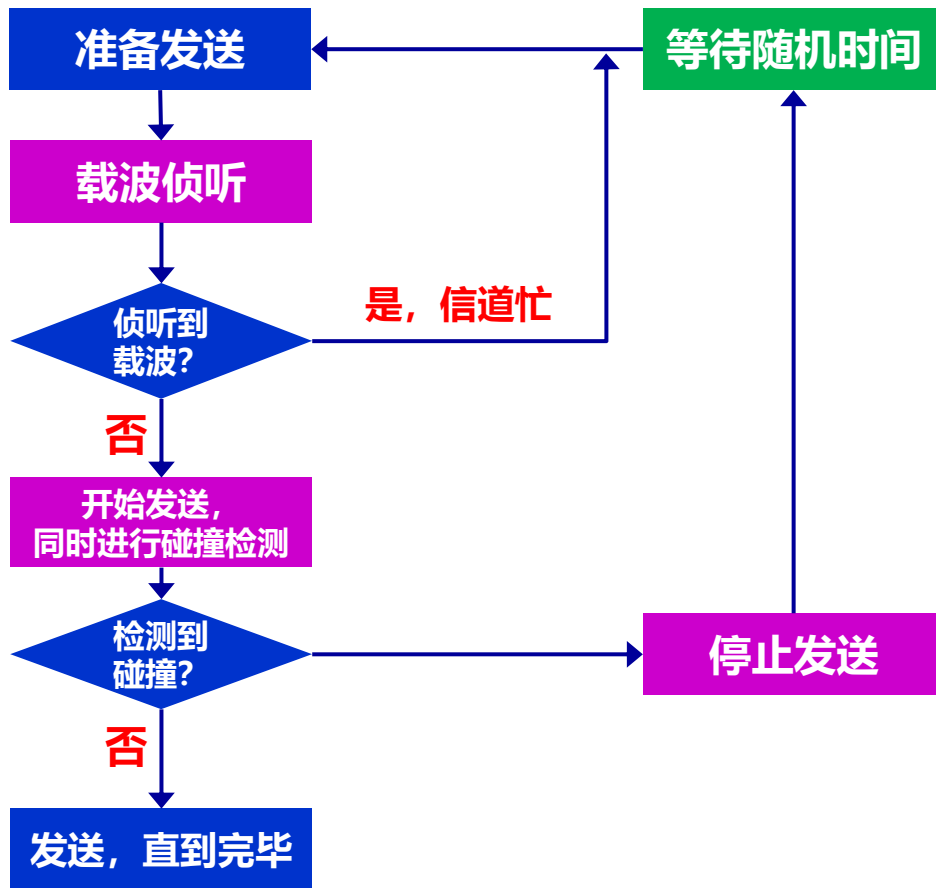 准备发送
等待随机时间
载波侦听
是，信道忙
侦听到
载波？
否
开始发送，
同时进行碰撞检测
检测到
碰撞？
停止发送
否
发送，直到完毕